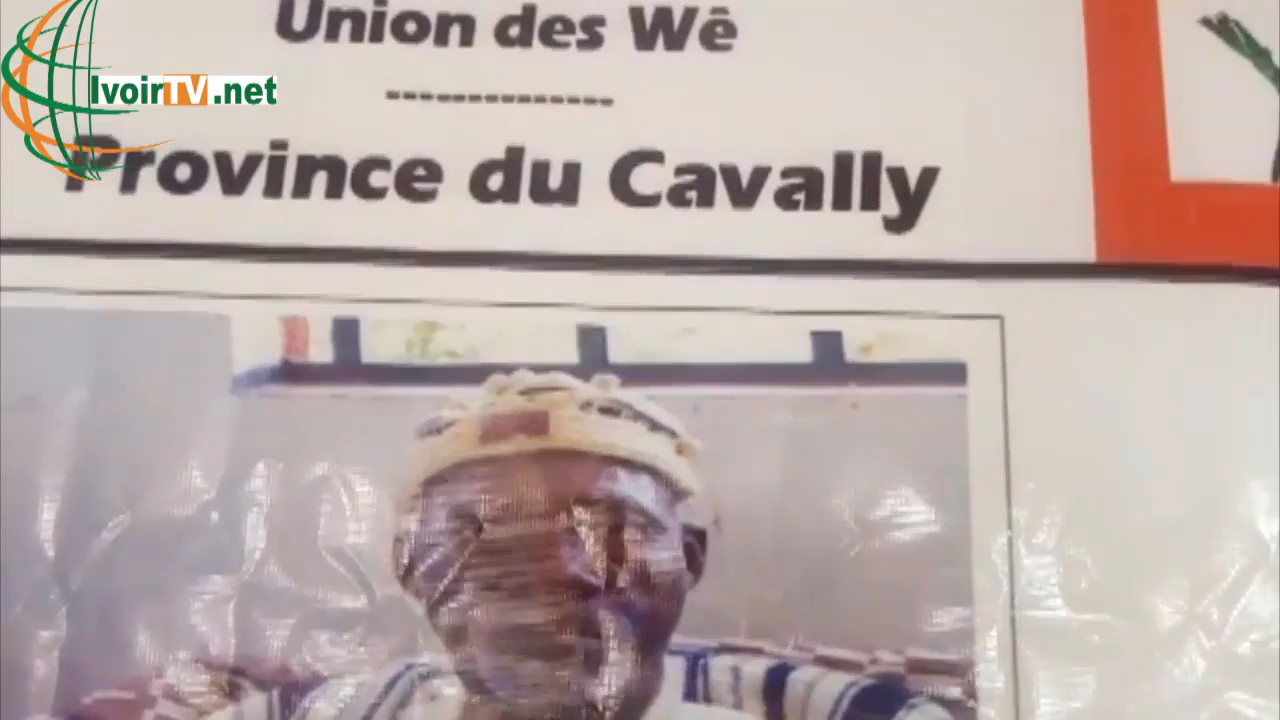 Union des Wê
IvoirTV.net
--------------
Province du Cavally